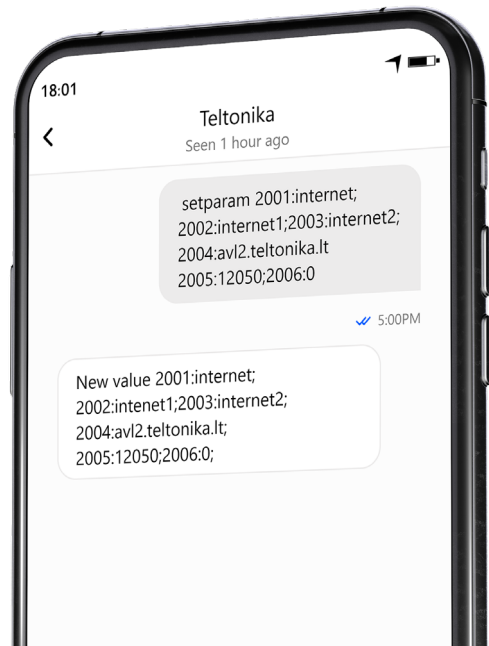 18:01
Teltonika
Seen 1 hour ago
setparam 2001:internet;
2002:internet1;2003:internet2;
2004:avl2.teltonika.lt
2005:12050;2006:0
5:00PM
New value 2001:internet;
2002:intenet1;2003:internet2;
2004:avl2.teltonika.lt;
2005:12050;2006:0;